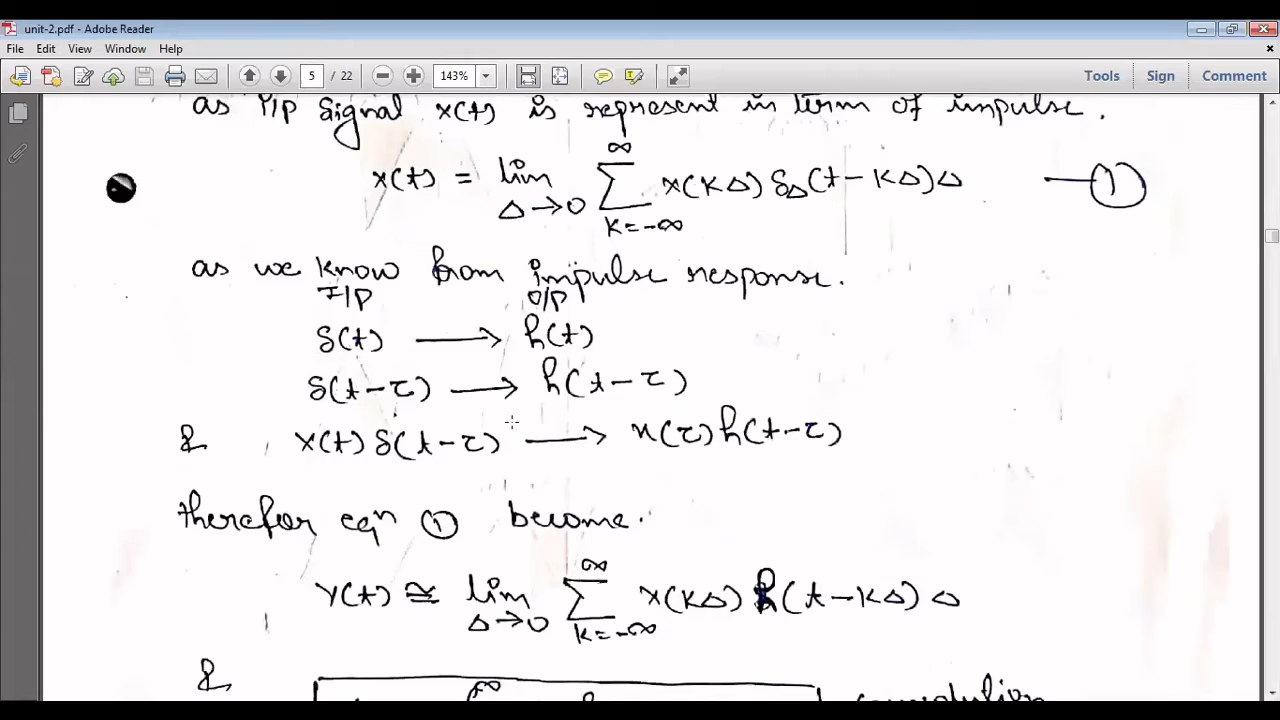 unit-2.pdf - Adobe Reader
File Edit View Window Help
5 / 22 143% Tools Sign Comment
as I/p signal x(t) is represent in term of impulse.
x(t) = lim Δ→0 ∑ k=-∞ ∞ x(kΔ) δΔ(t-kΔ)Δ —①
as we know from impulse response.
I/P O/P
δ(t) → h(t)
δ(t-τ) → h(t-τ)
& x(t) δ(t-τ) → x(τ)h(t-τ)
therefor eqn ① become.
Y(t) ≅ lim Δ→0 ∑ k=-∞ ∞ x(kΔ) h(t-kΔ) Δ
&